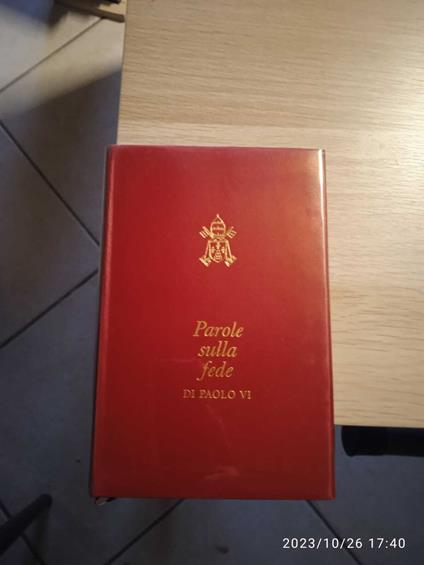 Parole
sulla
fede
DI PAOLO VI
2023/10/26 17:40